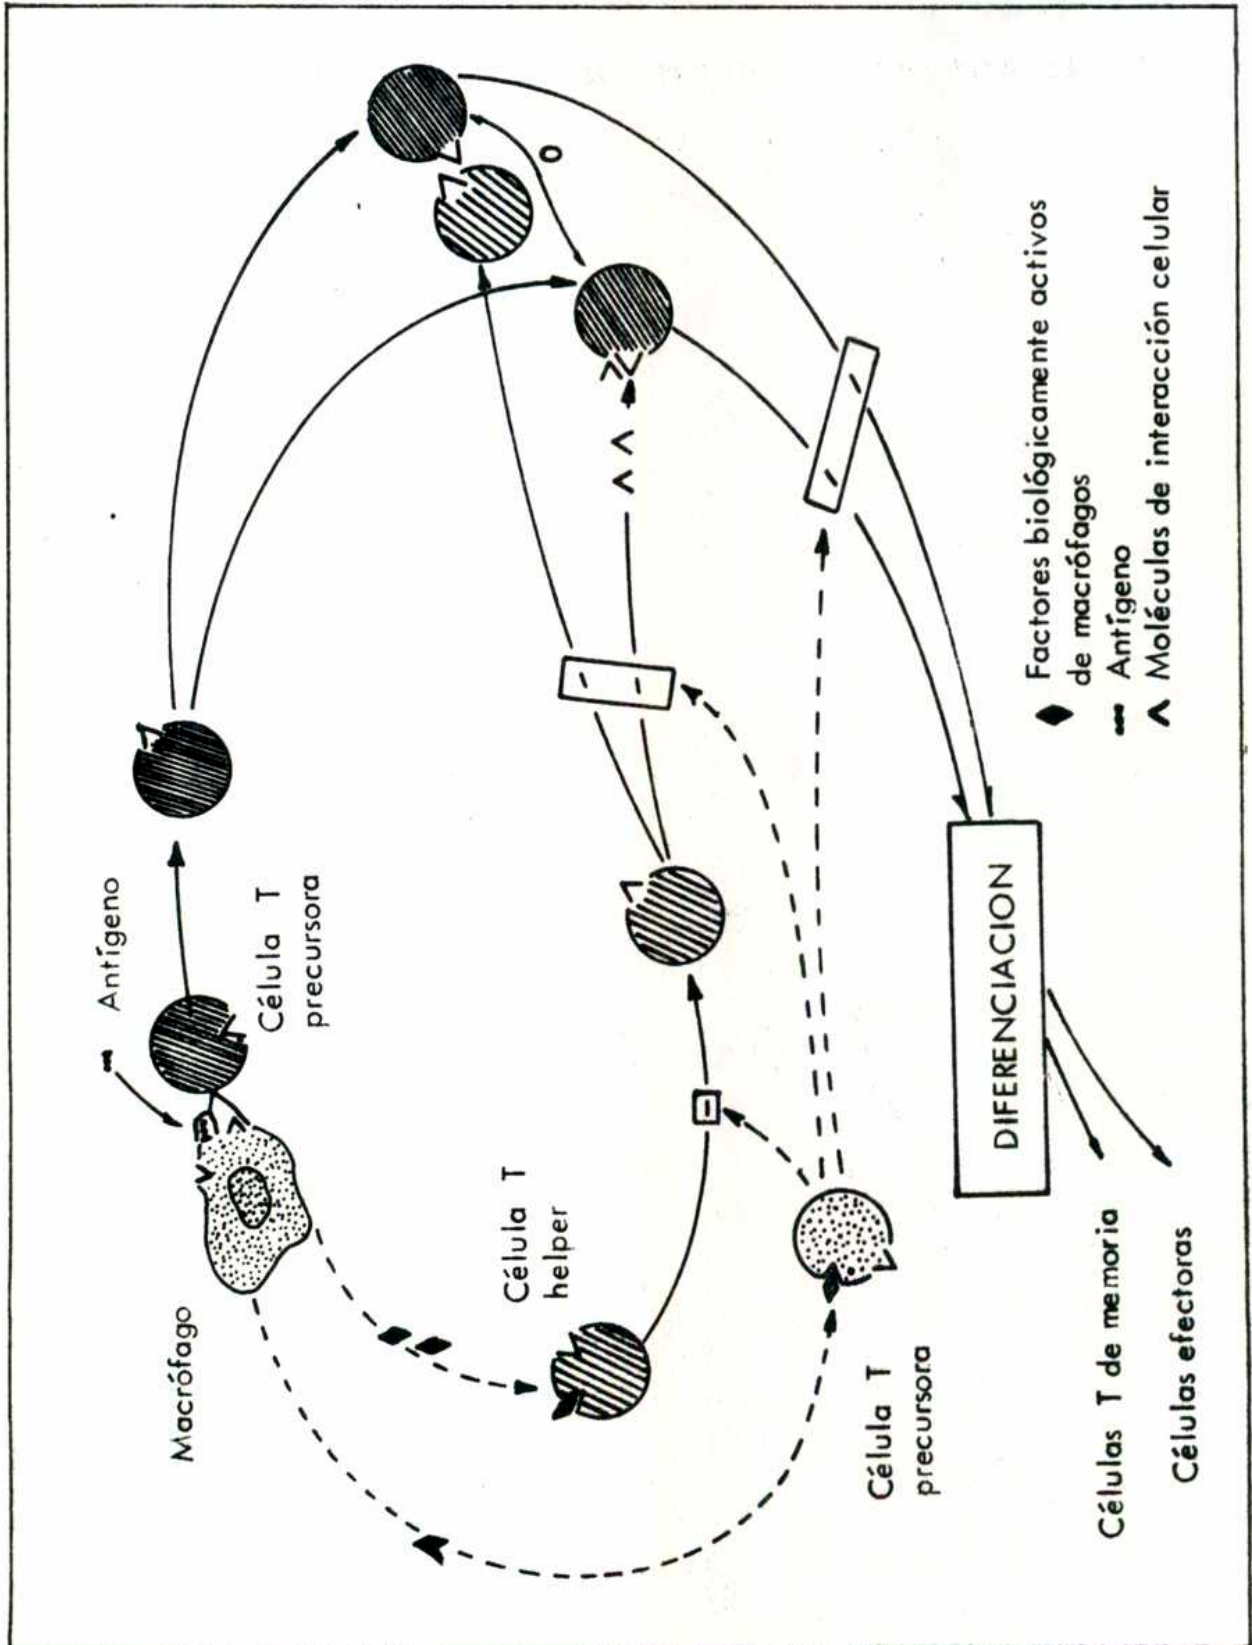 Macrófago
Antígeno
Célula T
precursora
Célula T
helper
o
Célula T
precursora
DIFERENCIACION
Células T de memoria
Células efectoras
Factores biológicamente activos
de macrófagos
Antígeno
Moléculas de interacción celular